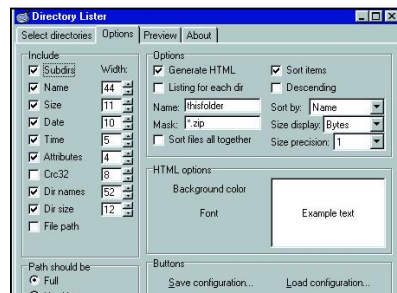 Directory Lister
Select directories Options Preview About
Include
Subdirs Width:
Name 44
Size 11
Date 10
Time 5
Attributes 4
Crc32 8
Dir names 52
Dir size 12
File path
Options
Generate HTML Sort items
Listing for each dir Descending
Name: thisfolder Sort by: Name
Mask: *.zip Size display: Bytes
Sort files all together Size precision: 1
HTML options
Background color
Font Example text
Path should be
Full
Buttons
Save configuration... Load configuration...